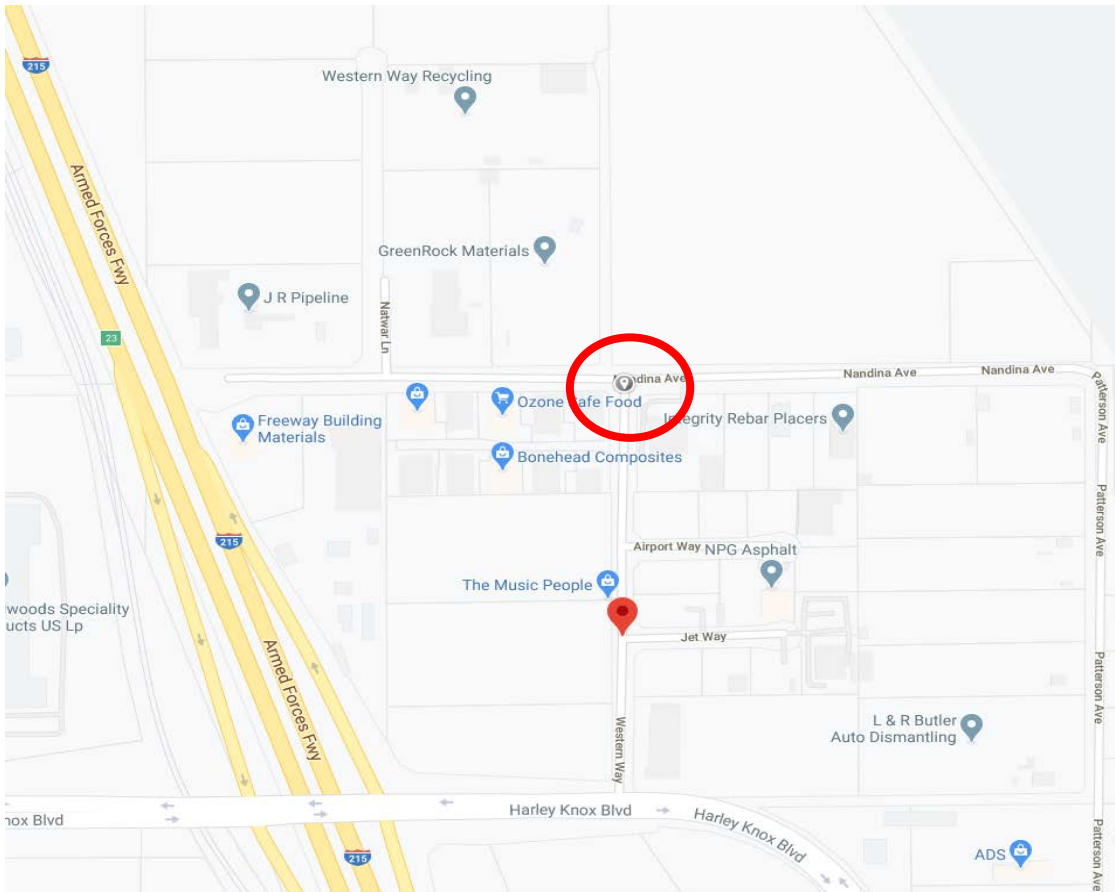 215
Western Way Recycling
Armed Forces Fwy
GreenRock Materials
J R Pipeline
Natwar Ln
23
Nandina Ave
Nandina Ave
Patterson Ave
Ozone Safe Food
Freeway Building
Materials
Integrity Rebar Placers
Bonehead Composites
Patterson Ave
215
Airport Way
NPG Asphalt
The Music People
woods Speciality
ucts US Lp
Jet Way
Armed Forces Fwy
Patterson Ave
L & R Butler
Auto Dismantling
Western Way
nox Blvd
Harley Knox Blvd
Harley Knox Blvd
Patterson Ave
215
ADS